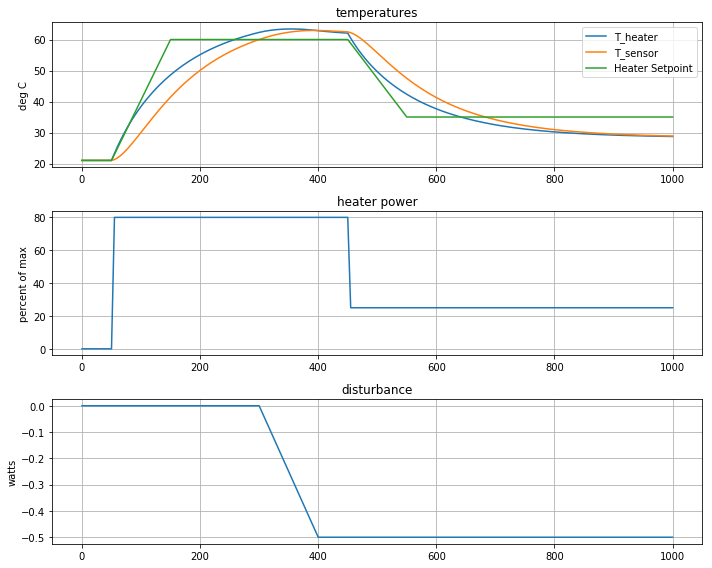 temperatures
deg C
60
50
40
30
20
T_heater
T_sensor
Heater Setpoint
0 200 400 600 800 1000
heater power
percent of max
80
60
40
20
0
0 200 400 600 800 1000
disturbance
watts
0.0
−0.1
−0.2
−0.3
−0.4
−0.5
0 200 400 600 800 1000